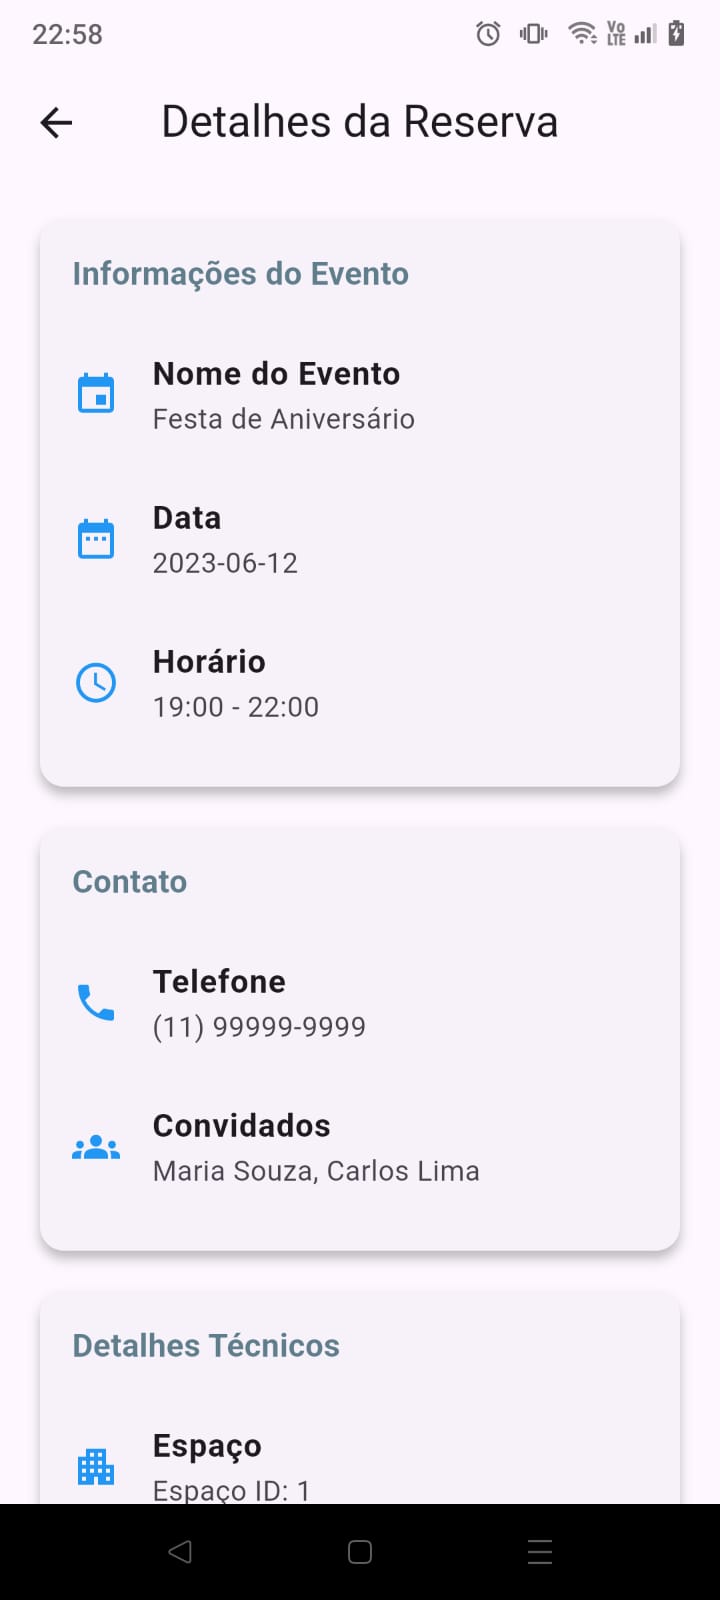 22:58
Vo
LTE
Detalhes da Reserva
Informações do Evento
Nome do Evento
Festa de Aniversário
Data
2023-06-12
Horário
19:00 - 22:00
Contato
Telefone
(11) 99999-9999
Convidados
Maria Souza, Carlos Lima
Detalhes Técnicos
Espaço
Espaço ID: 1